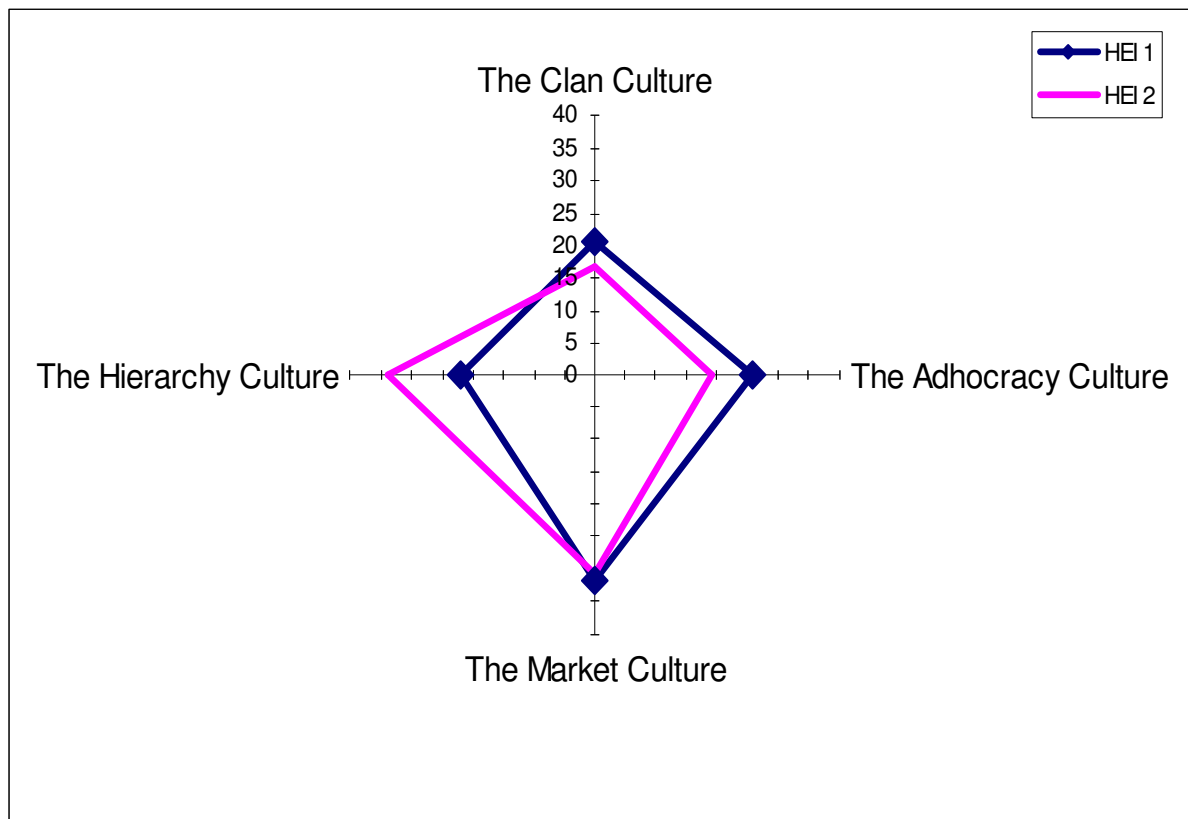 HEI 1
HEI 2
The Clan Culture
40
35
30
25
20
15
10
5
0
The Hierarchy Culture
The Adhocracy Culture
The Market Culture